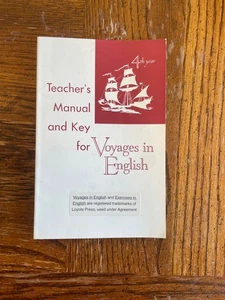 4th year
Teacher's
Manual
and Key
for Voyages in
English
Voyages in English and Exercises in
English are registered trademarks of
Loyola Press, used under Agreement